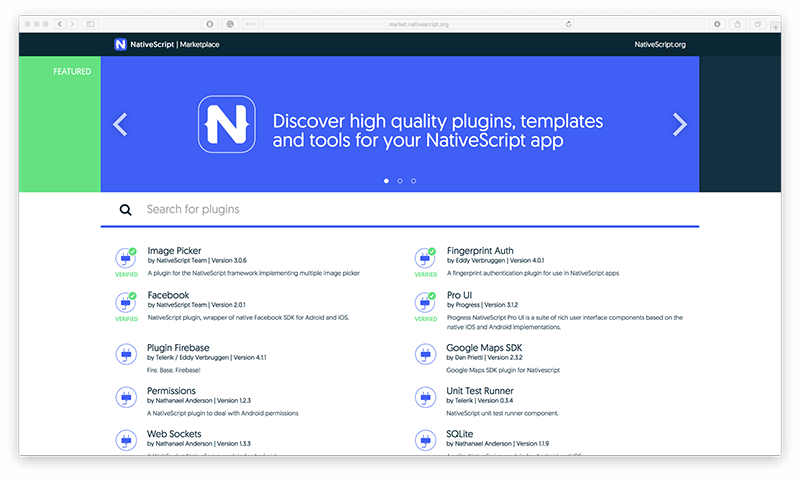 market.nativescript.org
NativeScript | Marketplace
NativeScript.org
FEATURED
Discover high quality plugins, templates
and tools for your NativeScript app
Search for plugins
Image Picker
by NativeScript Team | Version 3.0.6
VERIFIED
A plugin for the NativeScript framework implementing multiple image picker
Facebook
by NativeScript Team | Version 2.0.1
VERIFIED
NativeScript plugin, wrapper of native Facebook SDK for Adroid and iOS.
Plugin Firebase
by Telerik / Eddy Verbruggen | Version 4.1.1
Fire. Base. Firebase!
Permissions
by Nathanael Anderson | Version 1.2.3
A NativeScript plugin to deal with Android permissions
Web Sockets
by Nathanael Anderson | Version 1.3.3
Fingerprint Auth
by Eddy Verbruggen | Version 4.0.1
VERIFIED
A fingerprint authentication plugin for use in NativeScript apps
Pro UI
by Progress | Version 3.1.2
VERIFIED
Progress NativeScript Pro UI is a suite of rich user interface components based on the
native iOS and Android implementations.
Google Maps SDK
by Dan Prietl | Version 2.3.2
Google Maps SDK plugin for Nativescript
Unit Test Runner
by Telerik | Version 0.3.4
NativeScript unit test runner component.
SQLite
by Nathanael Anderson | Version 1.1.9